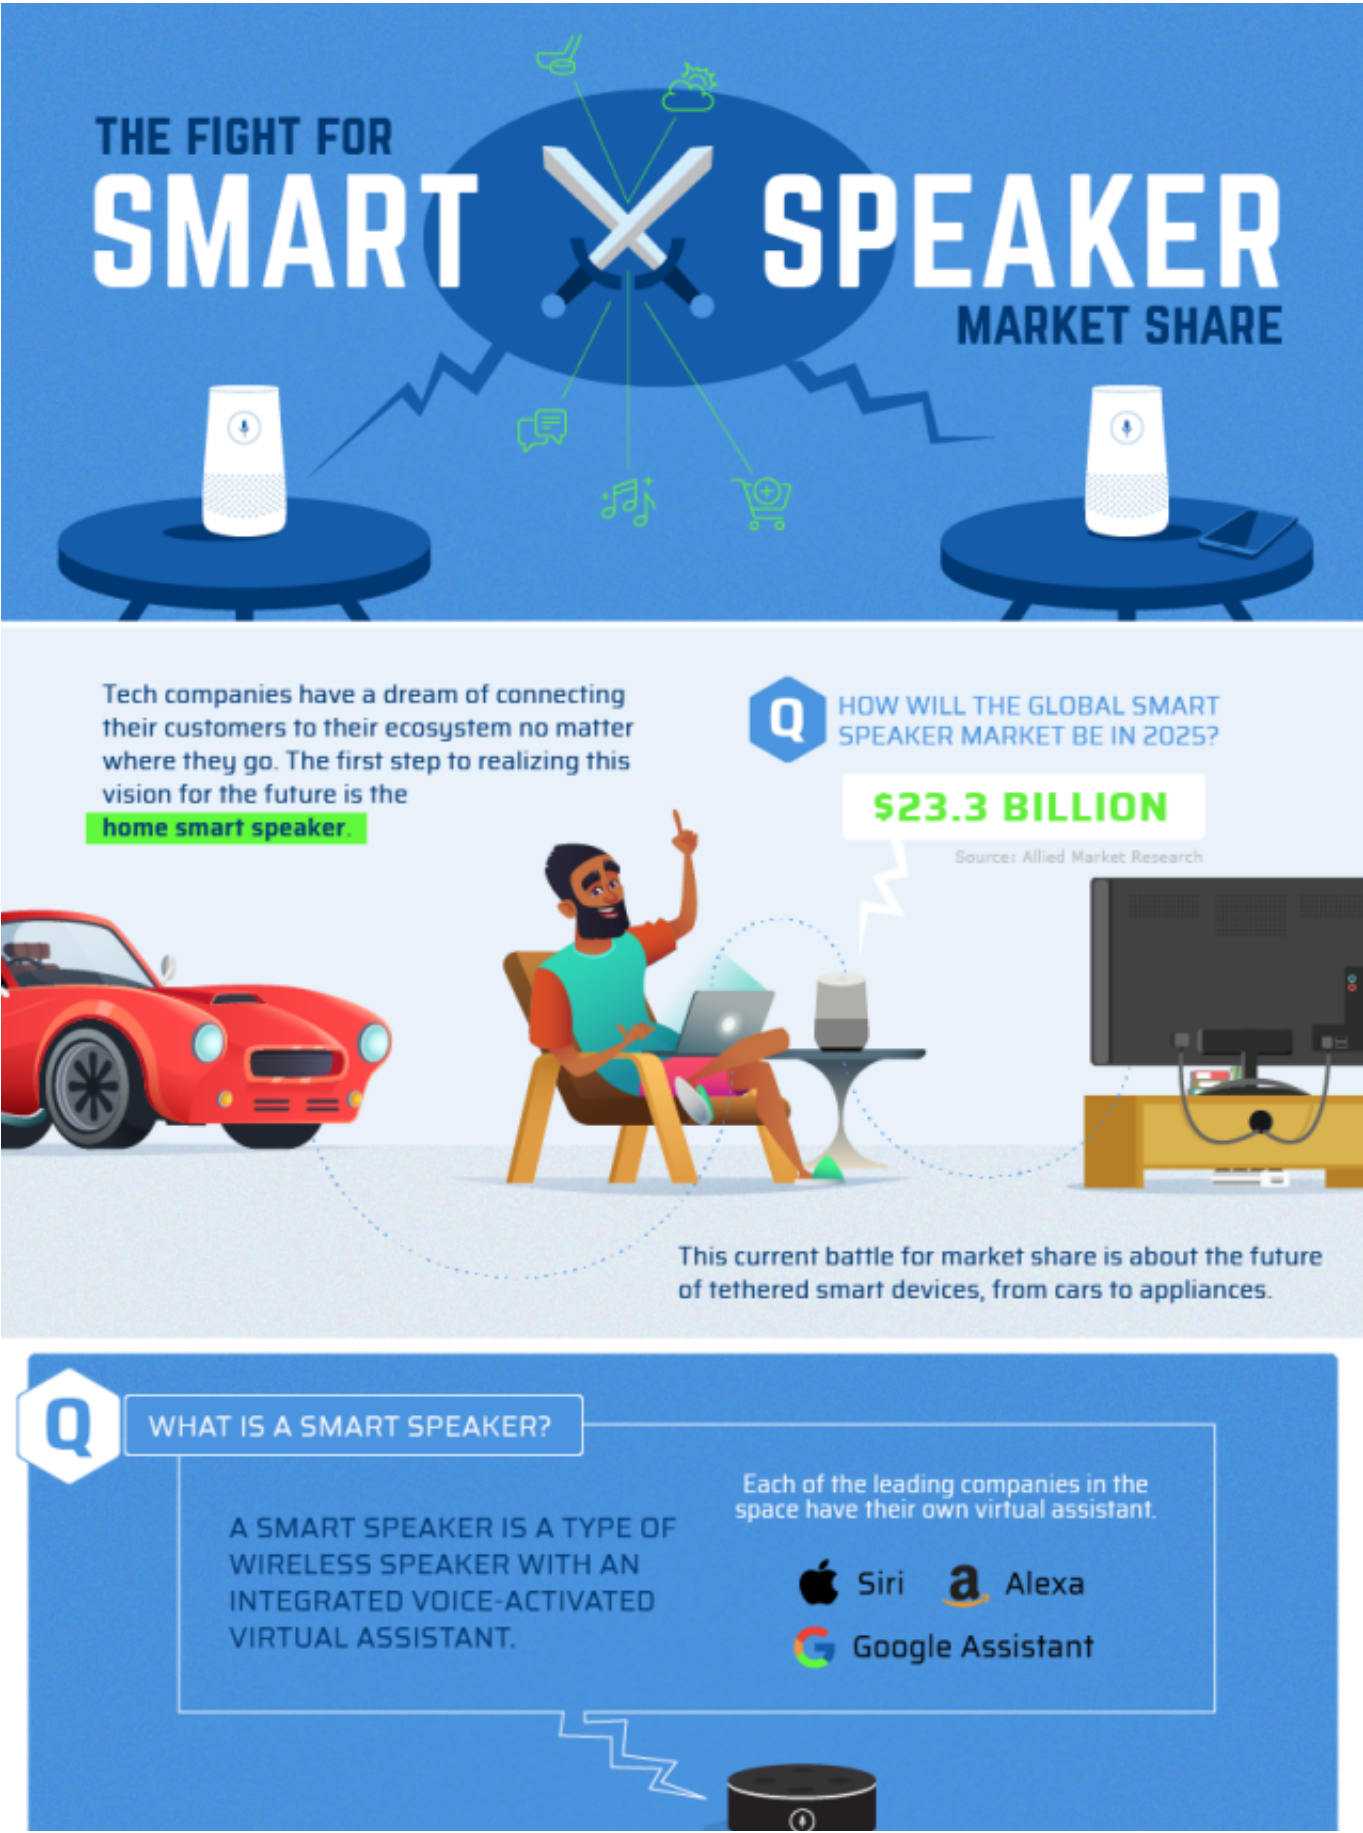 THE FIGHT FOR
SMART SPEAKER
MARKET SHARE
Tech companies have a dream of connecting
their customers to their ecosystem no matter
where they go. The first step to realizing this
vision for the future is the
home smart speaker.
Q
HOW WILL THE GLOBAL SMART
SPEAKER MARKET BE IN 2025?
$23.3 BILLION
Source: Allied Market Research
This current battle for market share is about the future
of tethered smart devices, from cars to appliances.
Q
WHAT IS A SMART SPEAKER?
A SMART SPEAKER IS A TYPE OF
WIRELESS SPEAKER WITH AN
INTEGRATED VOICE-ACTIVATED
VIRTUAL ASSISTANT.
Each of the leading companies in the
space have their own virtual assistant.
Siri a Alexa
G Google Assistant